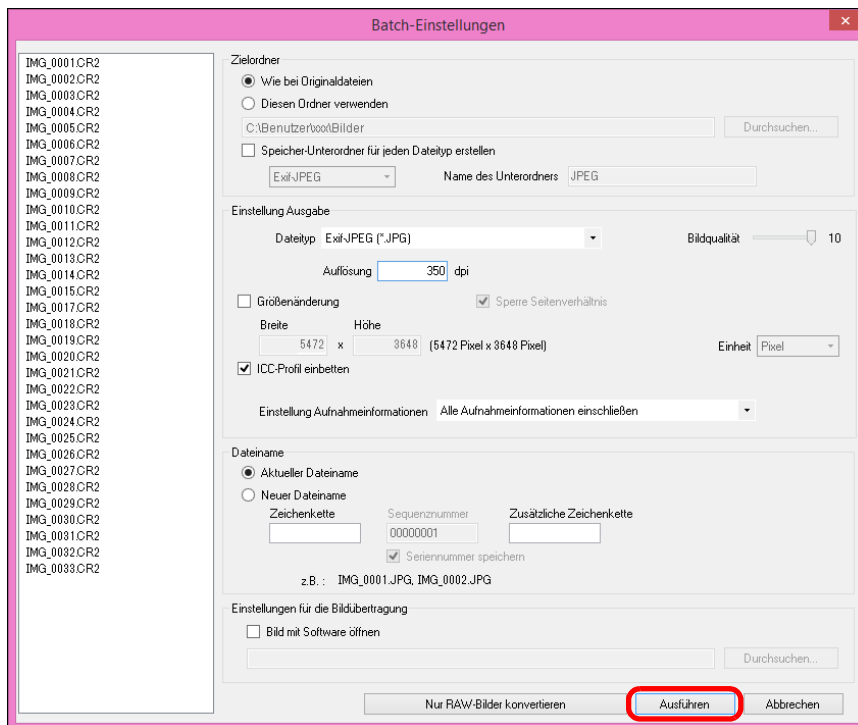 Batch-Einstellungen
IMG_0001.CR2
IMG_0002.CR2
IMG_0003.CR2
IMG_0004.CR2
IMG_0005.CR2
IMG_0006.CR2
IMG_0007.CR2
IMG_0008.CR2
IMG_0009.CR2
IMG_0010.CR2
IMG_0011.CR2
IMG_0012.CR2
IMG_0013.CR2
IMG_0014.CR2
IMG_0015.CR2
IMG_0017.CR2
IMG_0018.CR2
IMG_0019.CR2
IMG_0020.CR2
IMG_0021.CR2
IMG_0022.CR2
IMG_0023.CR2
IMG_0024.CR2
IMG_0025.CR2
IMG_0026.CR2
IMG_0027.CR2
IMG_0028.CR2
IMG_0029.CR2
IMG_0030.CR2
IMG_0031.CR2
IMG_0032.CR2
IMG_0033.CR2
Zielordner
Wie bei Originaldateien
Diesen Ordner verwenden
C:\Benutzer\xxx\Bilder Durchsuchen...
Speicher-Unterordner für jeden Dateityp erstellen
Exif-JPEG Name des Unterordners JPEG
Einstellung Ausgabe
Dateityp Exif-JPEG (*.JPG) Bildqualität 10
Auflösung 350 dpi
Größenänderung Sperre Seitenverhältnis
Breite Höhe
5472 x 3648 (5472 Pixel x 3648 Pixel) Einheit Pixel
ICC-Profil einbetten
Einstellung Aufnahmeinformationen Alle Aufnahmeinformationen einschließen
Dateiname
Aktueller Dateiname
Neuer Dateiname
Zeichenkette Sequenznummer Zusätzliche Zeichenkette
00000001
Seriennummer speichern
z.B. : IMG_0001.JPG, IMG_0002.JPG
Einstellungen für die Bildübertragung
Bild mit Software öffnen
Durchsuchen...
Nur RAW-Bilder konvertieren Ausführen Abbrechen